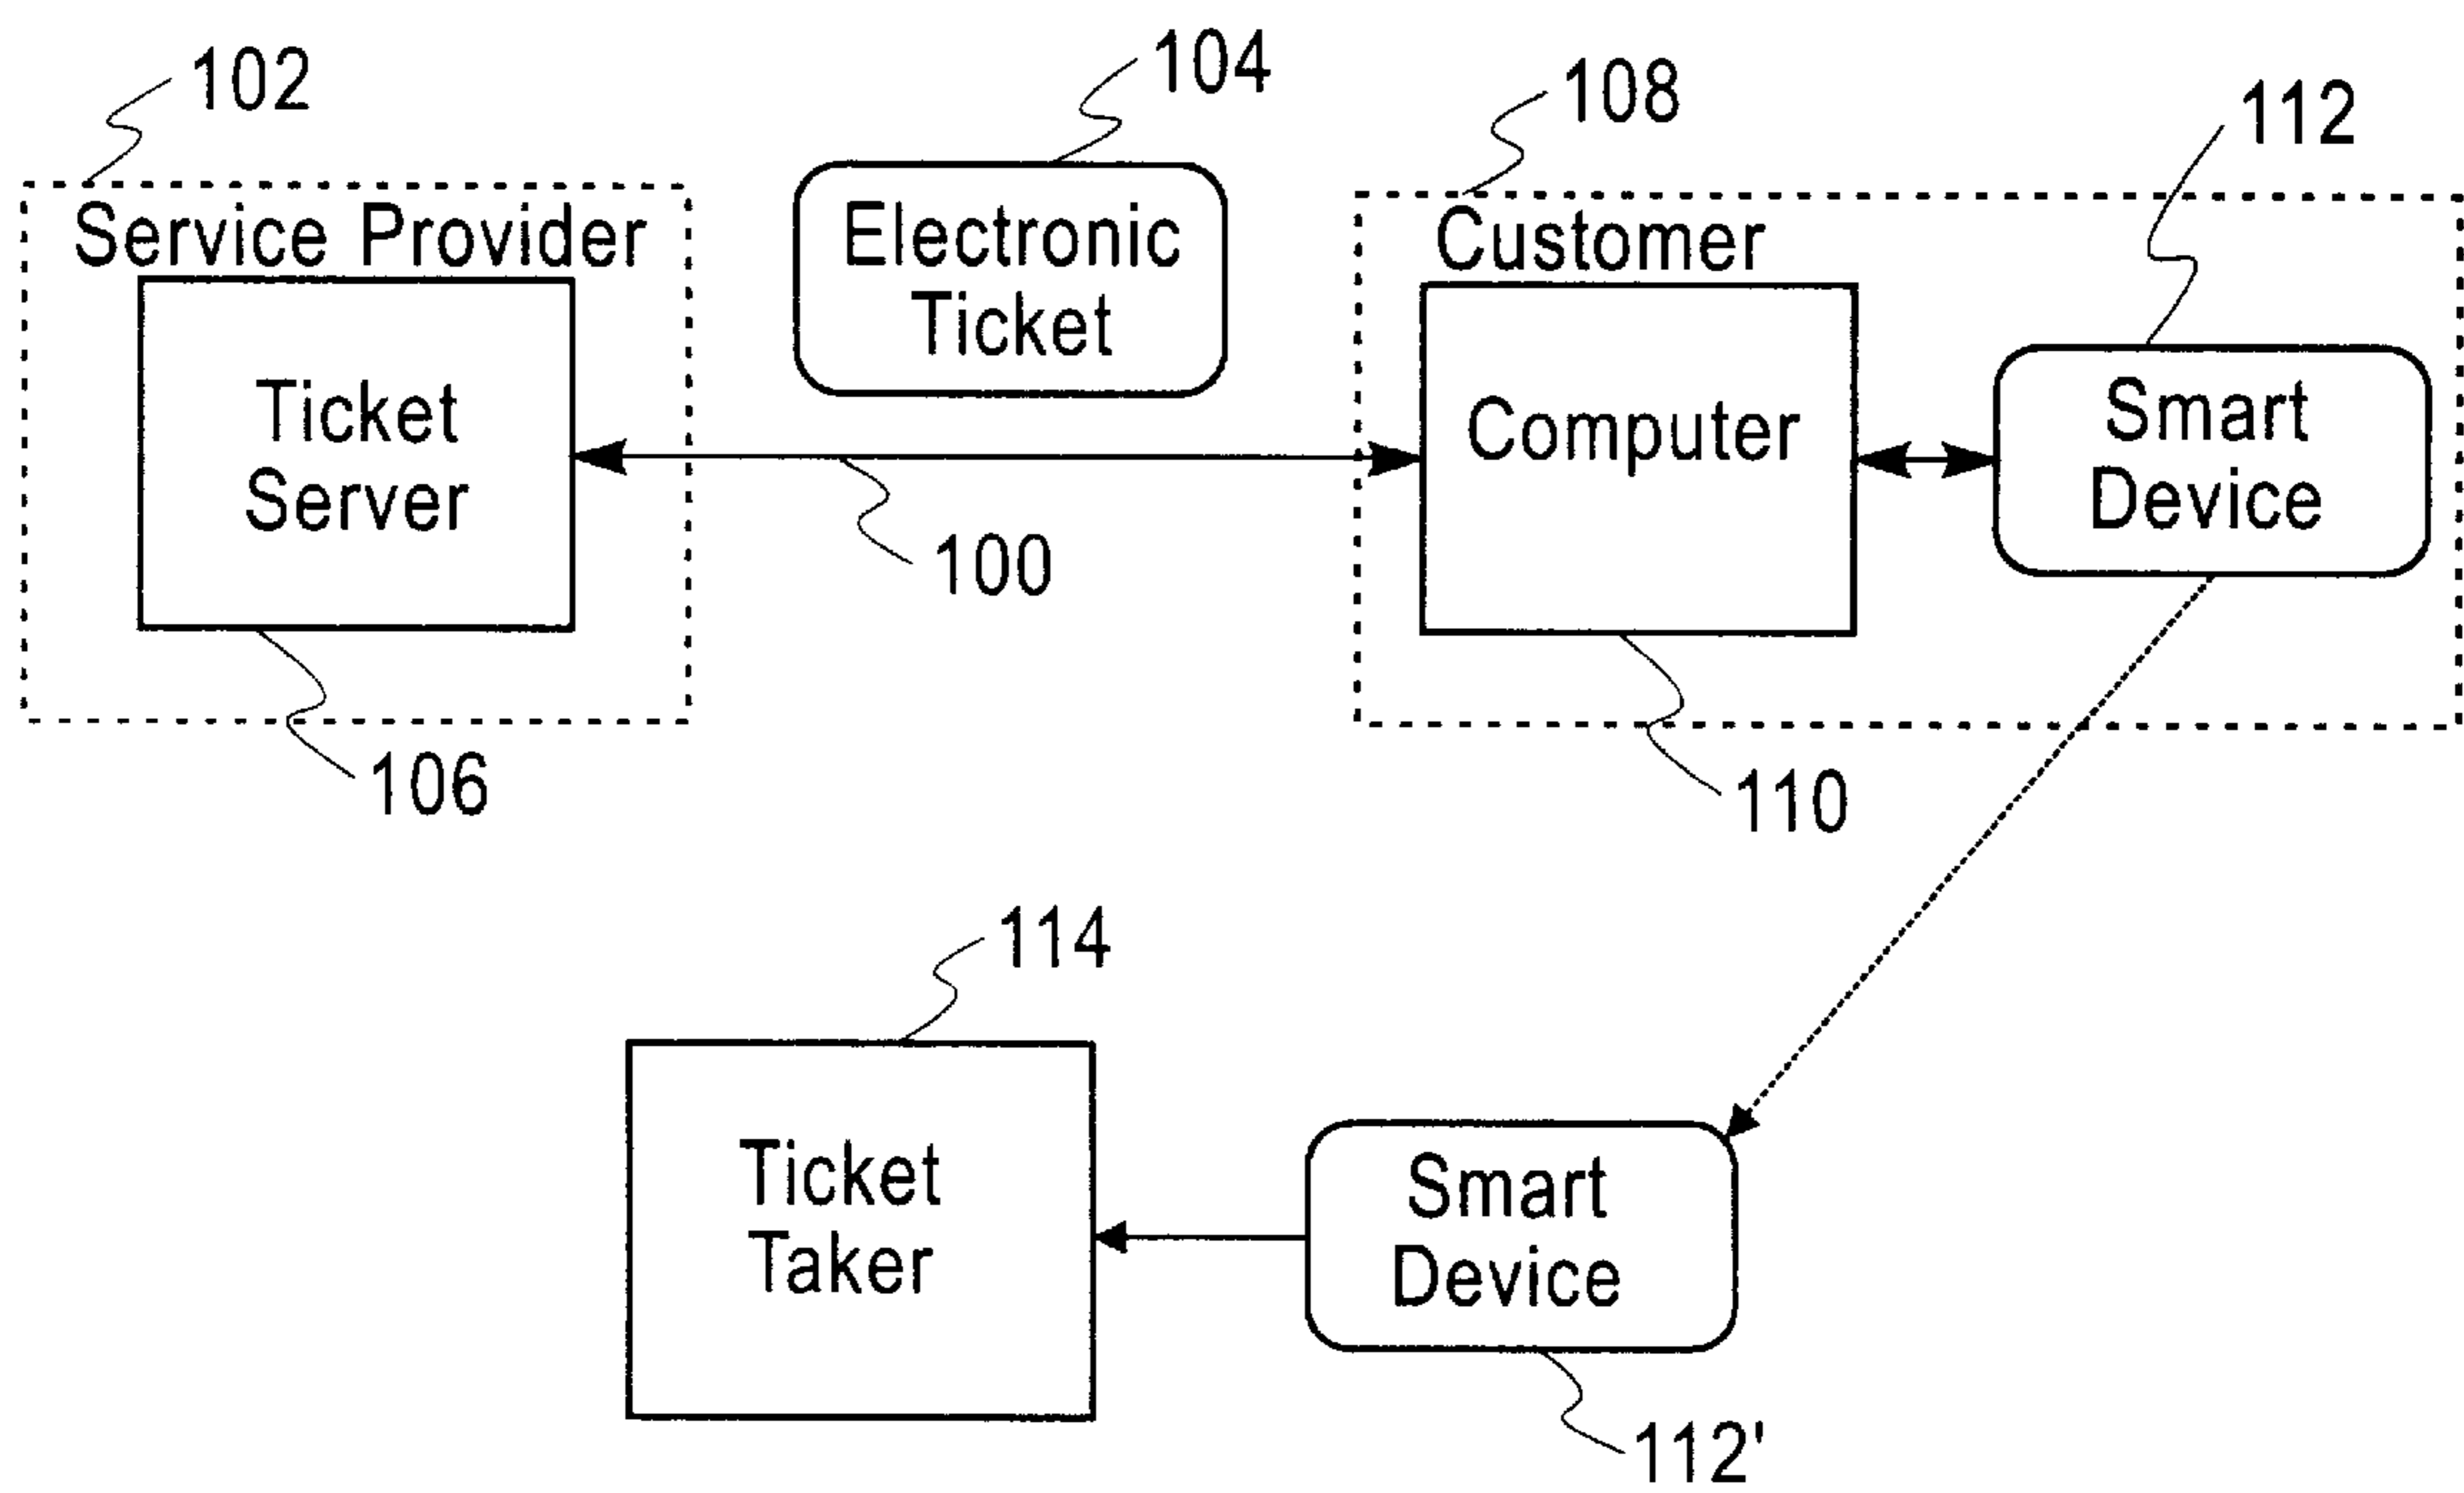 102
104
108
112
Service Provider
Electronic
Ticket
Customer
Ticket
Server
Computer
Smart
Device
100
106
110
114
Ticket
Taker
Smart
Device
112'